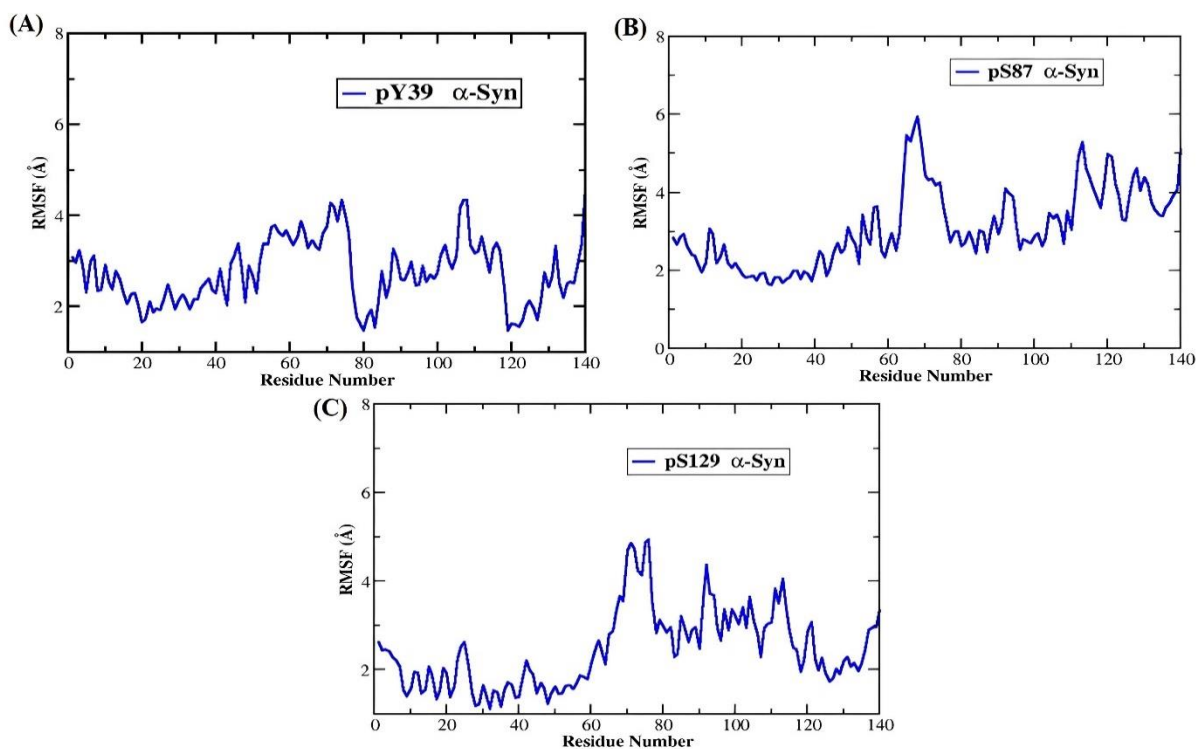 (A)
8
6
4
2
RMSF (Å)
pY39 α-Syn
0 20 40 60 80 100 120 140
Residue Number
(B)
8
6
4
2
0
RMSF (Å)
pS87 α-Syn
0 20 40 60 80 100 120 140
Residue Number
(C)
8
6
4
2
RMSF (Å)
pS129 α-Syn
0 20 40 60 80 100 120 140
Residue Number